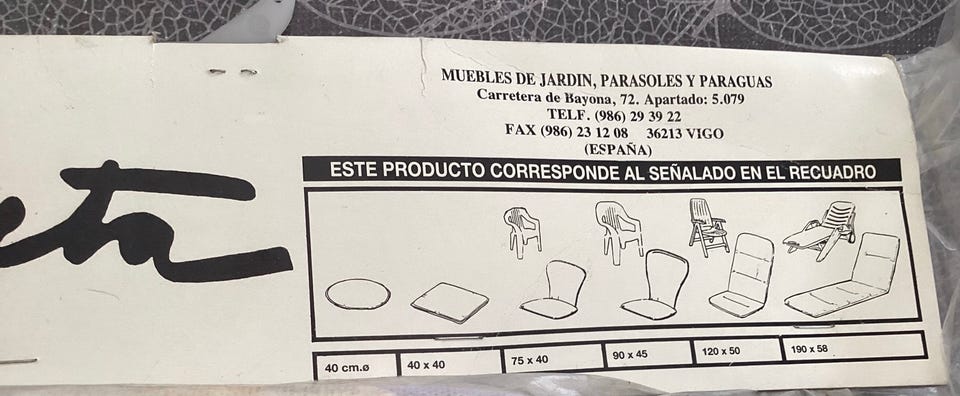 MUEBLES DE JARDIN, PARASOLES Y PARAGUAS
Carretera de Bayona, 72. Apartado: 5.079
TELF. (986) 29 39 22
FAX (986) 23 12 08 36213 VIGO
(ESPAÑA)
ESTE PRODUCTO CORRESPONDE AL SEÑALADO EN EL RECUADRO
eta
40 cm.ø
40 x 40
75 x 40
90 x 45
120 x 50
190 x 58